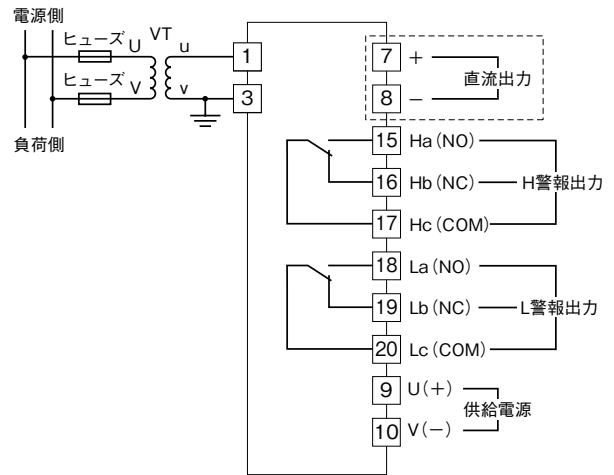 電源側
ヒューズ U VT u
ヒューズ V v
負荷側
1
3
7 + 直流出力
8 −
15 Ha(NO)
16 Hb(NC) H警報出力
17 Hc(COM)
18 La(NO)
19 Lb(NC) L警報出力
20 Lc(COM)
9 U(+) 供給電源
10 V(−)